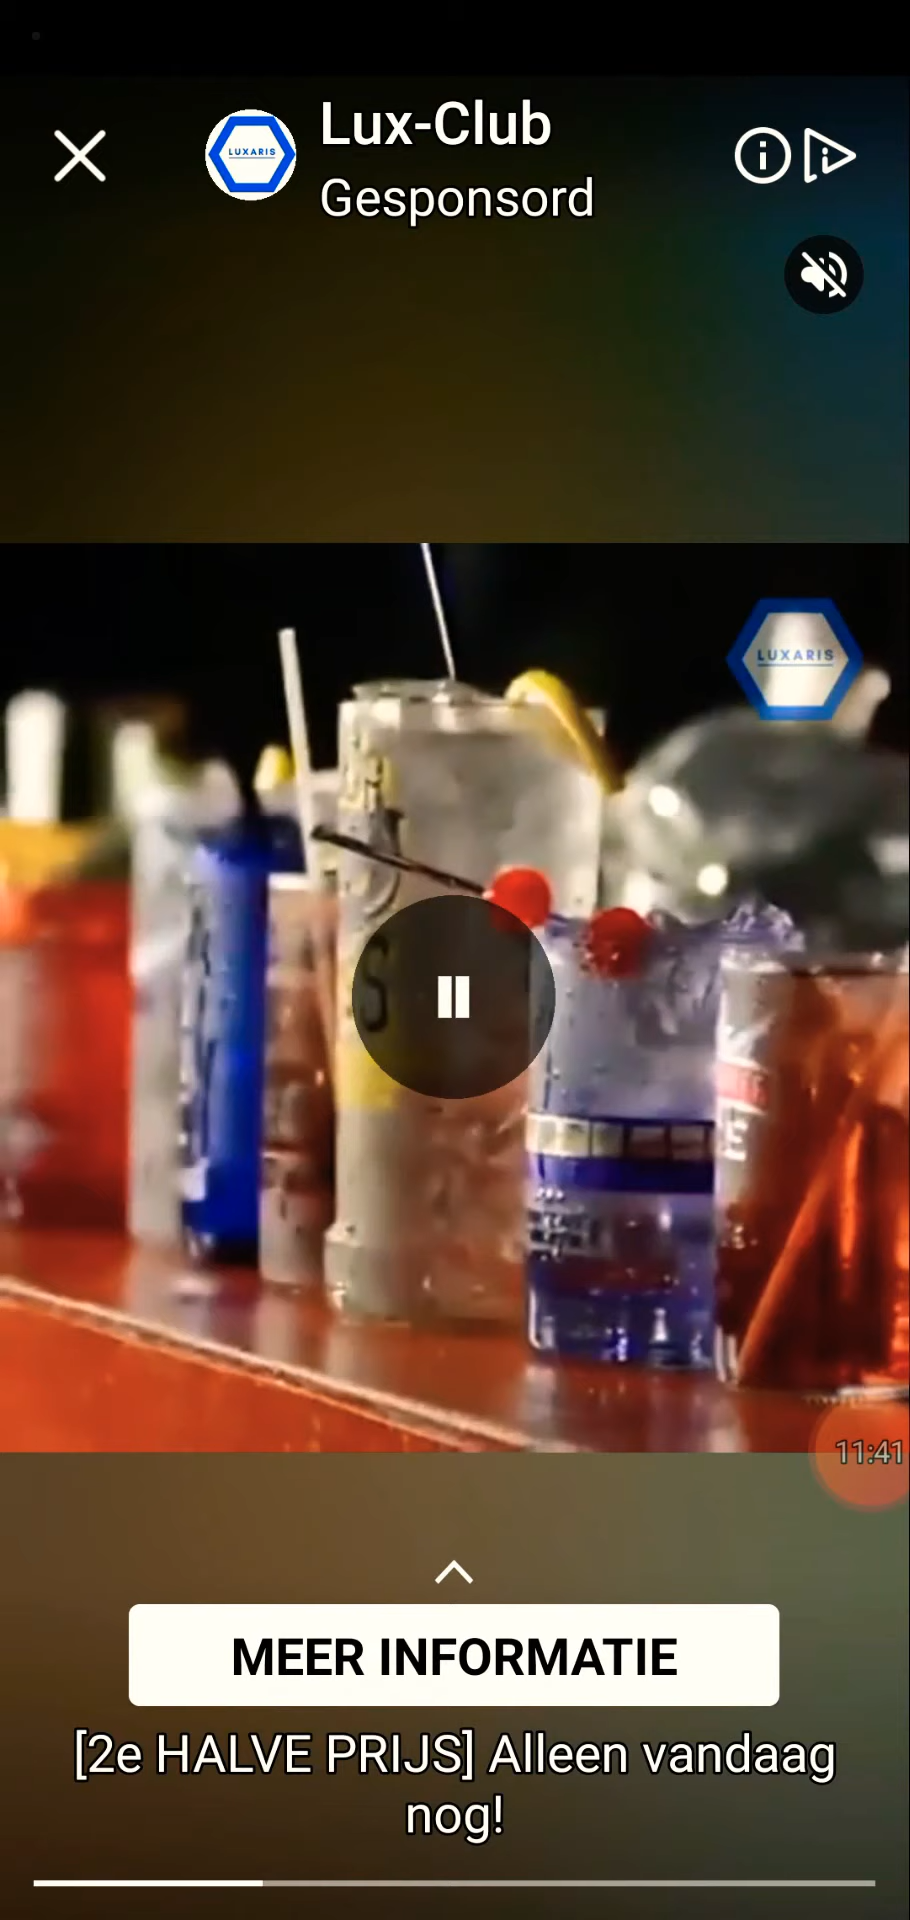 Lux-Club
LUXARIS
Gesponsord
LUXARIS
S
E
11:41
MEER INFORMATIE
[2e HALVE PRIJS] Alleen vandaag
nog!